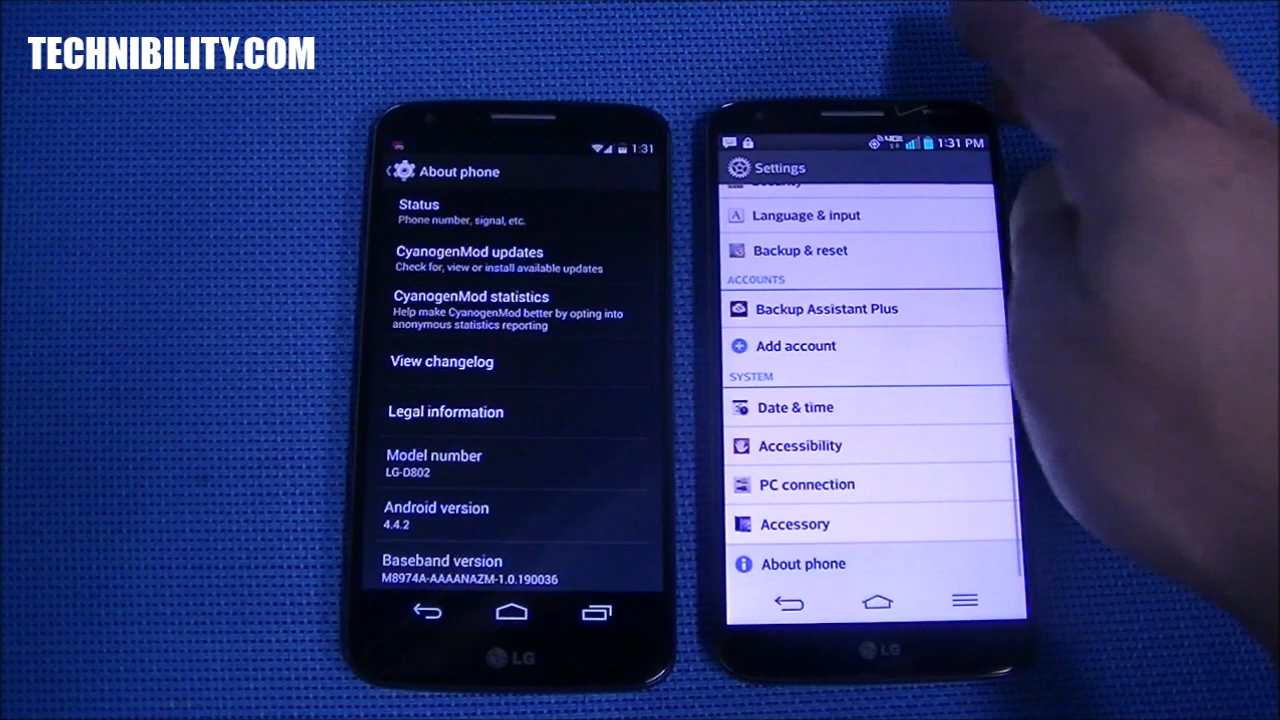 TECHNIBILITY.COM
1:31
About phone
Status
Phone number, signal, etc.
CyanogenMod updates
Check for, view or install available updates
CyanogenMod statistics
Help make CyanogenMod better by opting into
anonymous statistics reporting
View changelog
Legal information
Model number
LG-D802
Android version
4.4.2
Baseband version
M8974A-AAAANAZM-1.0.190036
LG
1:31 PM
Settings
Security
Language & input
Backup & reset
ACCOUNTS
Backup Assistant Plus
Add account
SYSTEM
Date & time
Accessibility
PC connection
Accessory
About phone
LG